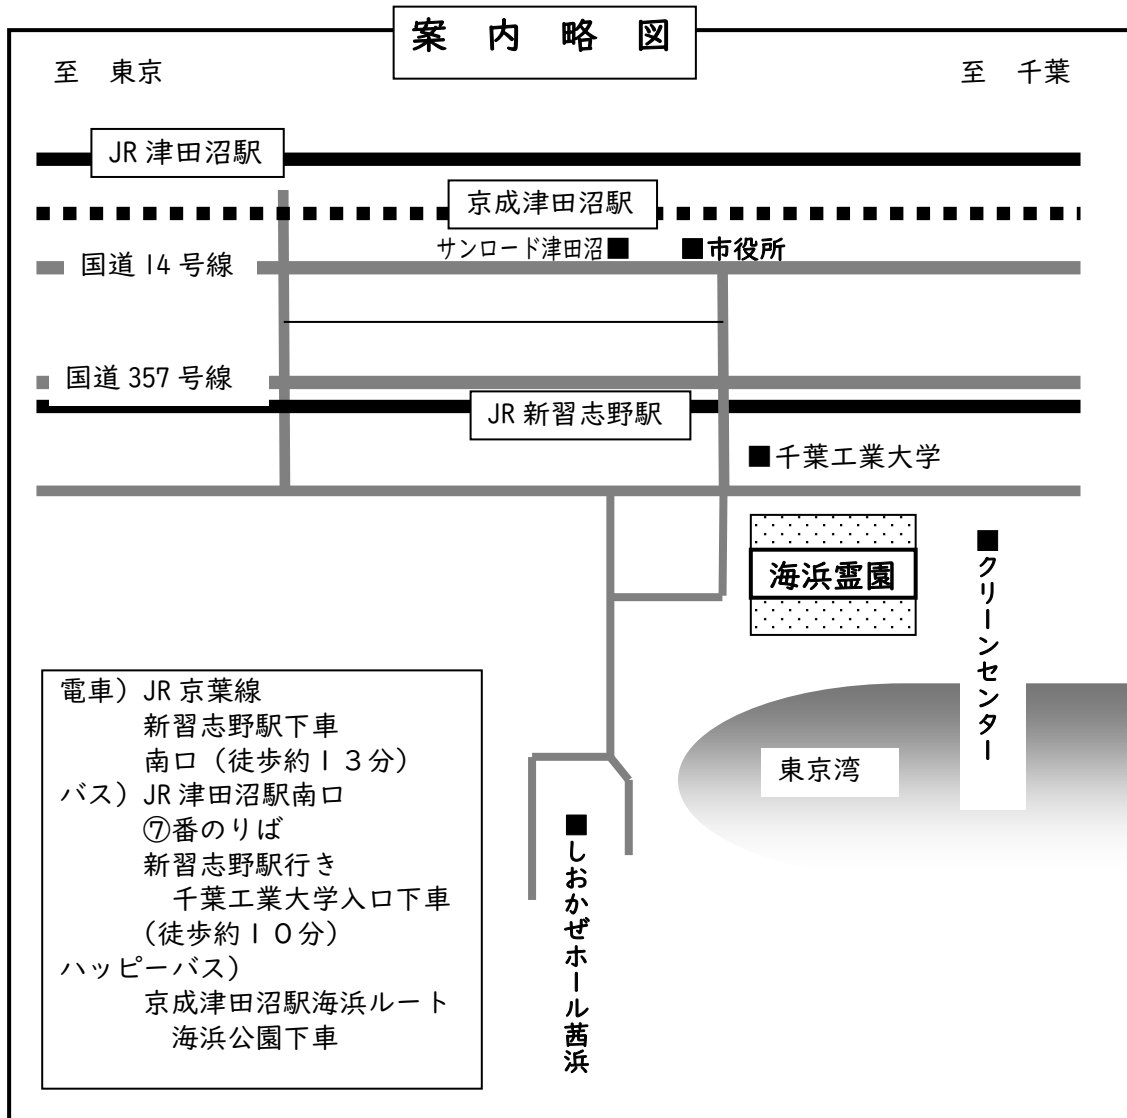 案 内 略 図
至 東京
至 千葉
JR 津田沼駅
京成津田沼駅
サンロード津田沼■
■市役所
国道 14 号線
国道 357 号線
JR 新習志野駅
■千葉工業大学
海浜霊園
■クリーンセンター
東京湾
■しおかぜホール茜浜
電車）JR 京葉線
新習志野駅下車
南口（徒歩約13分）
バス）JR 津田沼駅南口
⑦番のりば
新習志野駅行き
千葉工業大学入口下車
（徒歩約10分）
ハッピーバス）
京成津田沼駅海浜ルート
海浜公園下車